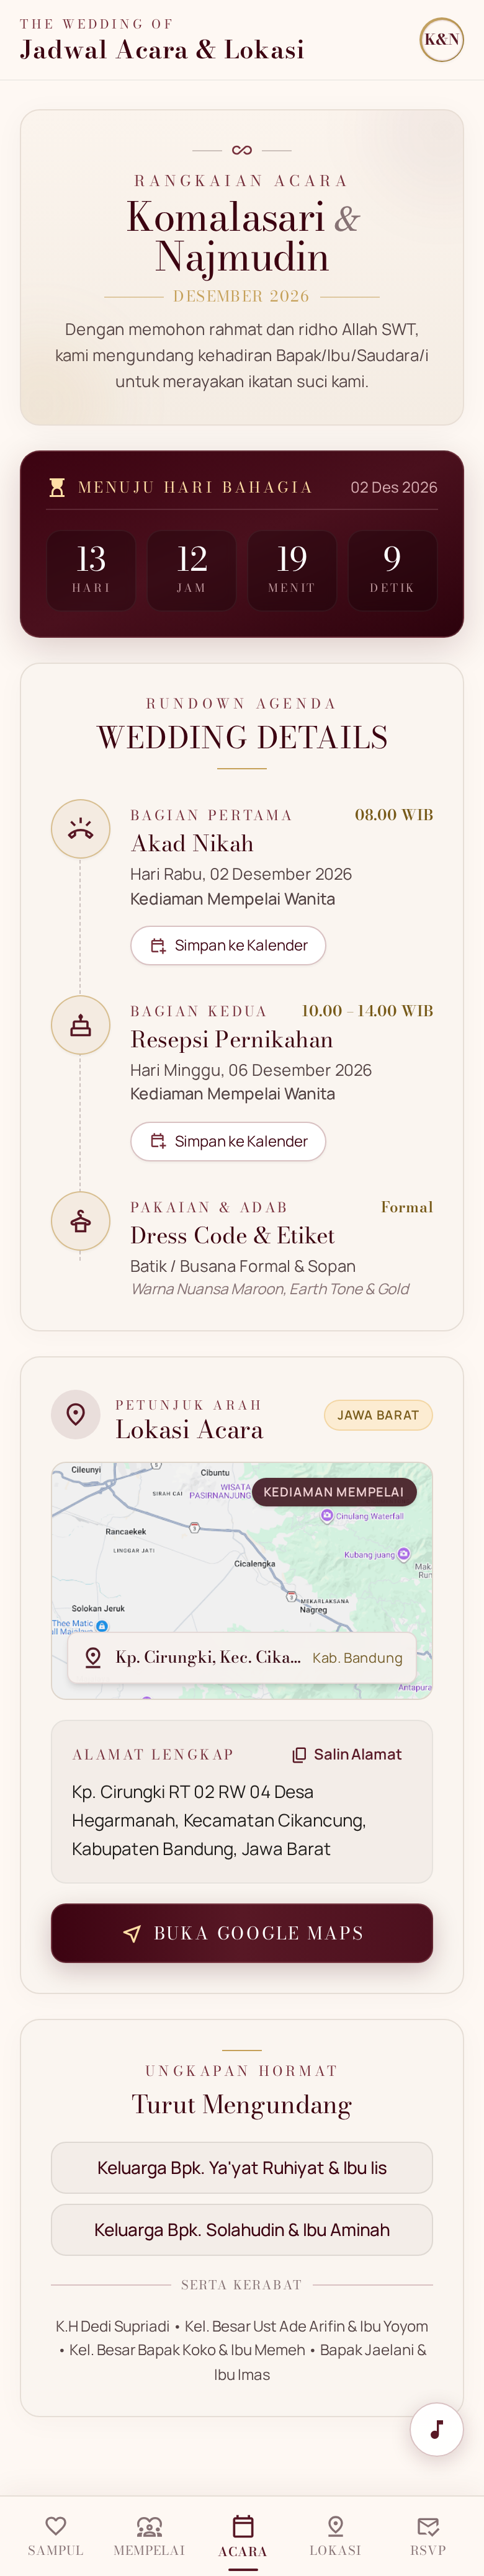 THE WEDDING OF
Jadwal Acara & Lokasi
K&N
RANGKAIAN ACARA
Komalasari &
Najmudin
DESEMBER 2026
Dengan memohon rahmat dan ridho Allah SWT,
kami mengundang kehadiran Bapak/Ibu/Saudara/i
untuk merayakan ikatan suci kami.
MENUJU HARI BAHAGIA 02 Des 2026
13 12 19 9
HARI JAM MENIT DETIK
RUNDOWN AGENDA
WEDDING DETAILS
BAGIAN PERTAMA 08.00 WIB
Akad Nikah
Hari Rabu, 02 Desember 2026
Kediaman Mempelai Wanita
Simpan ke Kalender
BAGIAN KEDUA 10.00 – 14.00 WIB
Resepsi Pernikahan
Hari Minggu, 06 Desember 2026
Kediaman Mempelai Wanita
Simpan ke Kalender
PAKAIAN & ADAB Formal
Dress Code & Etiket
Batik / Busana Formal & Sopan
Warna Nuansa Maroon, Earth Tone & Gold
PETUNJUK ARAH
Lokasi Acara
JAWA BARAT
Cileunyi
Cibuntu
SIRAH CAI
WISATA
PASIRNANJUNG
KEDIAMAN MEMPELAI
Cinulang Waterfall
Rancaekek
LINGGAR JATI
Kubang juang
Cicalengka
MEKARLAKSANA
Nagreg
Solokan Jeruk
Thee Matic
Kp. Cirungki, Kec. Cika... Kab. Bandung
Antapura
ALAMAT LENGKAP Salin Alamat
Kp. Cirungki RT 02 RW 04 Desa
Hegarmanah, Kecamatan Cikancung,
Kabupaten Bandung, Jawa Barat
BUKA GOOGLE MAPS
UNGKAPAN HORMAT
Turut Mengundang
Keluarga Bpk. Ya'yat Ruhiyat & Ibu Iis
Keluarga Bpk. Solahudin & Ibu Aminah
SERTA KERABAT
K.H Dedi Supriadi • Kel. Besar Ust Ade Arifin & Ibu Yoyom
• Kel. Besar Bapak Koko & Ibu Memeh • Bapak Jaelani &
Ibu Imas
SAMPUL MEMPELAI ACARA LOKASI RSVP